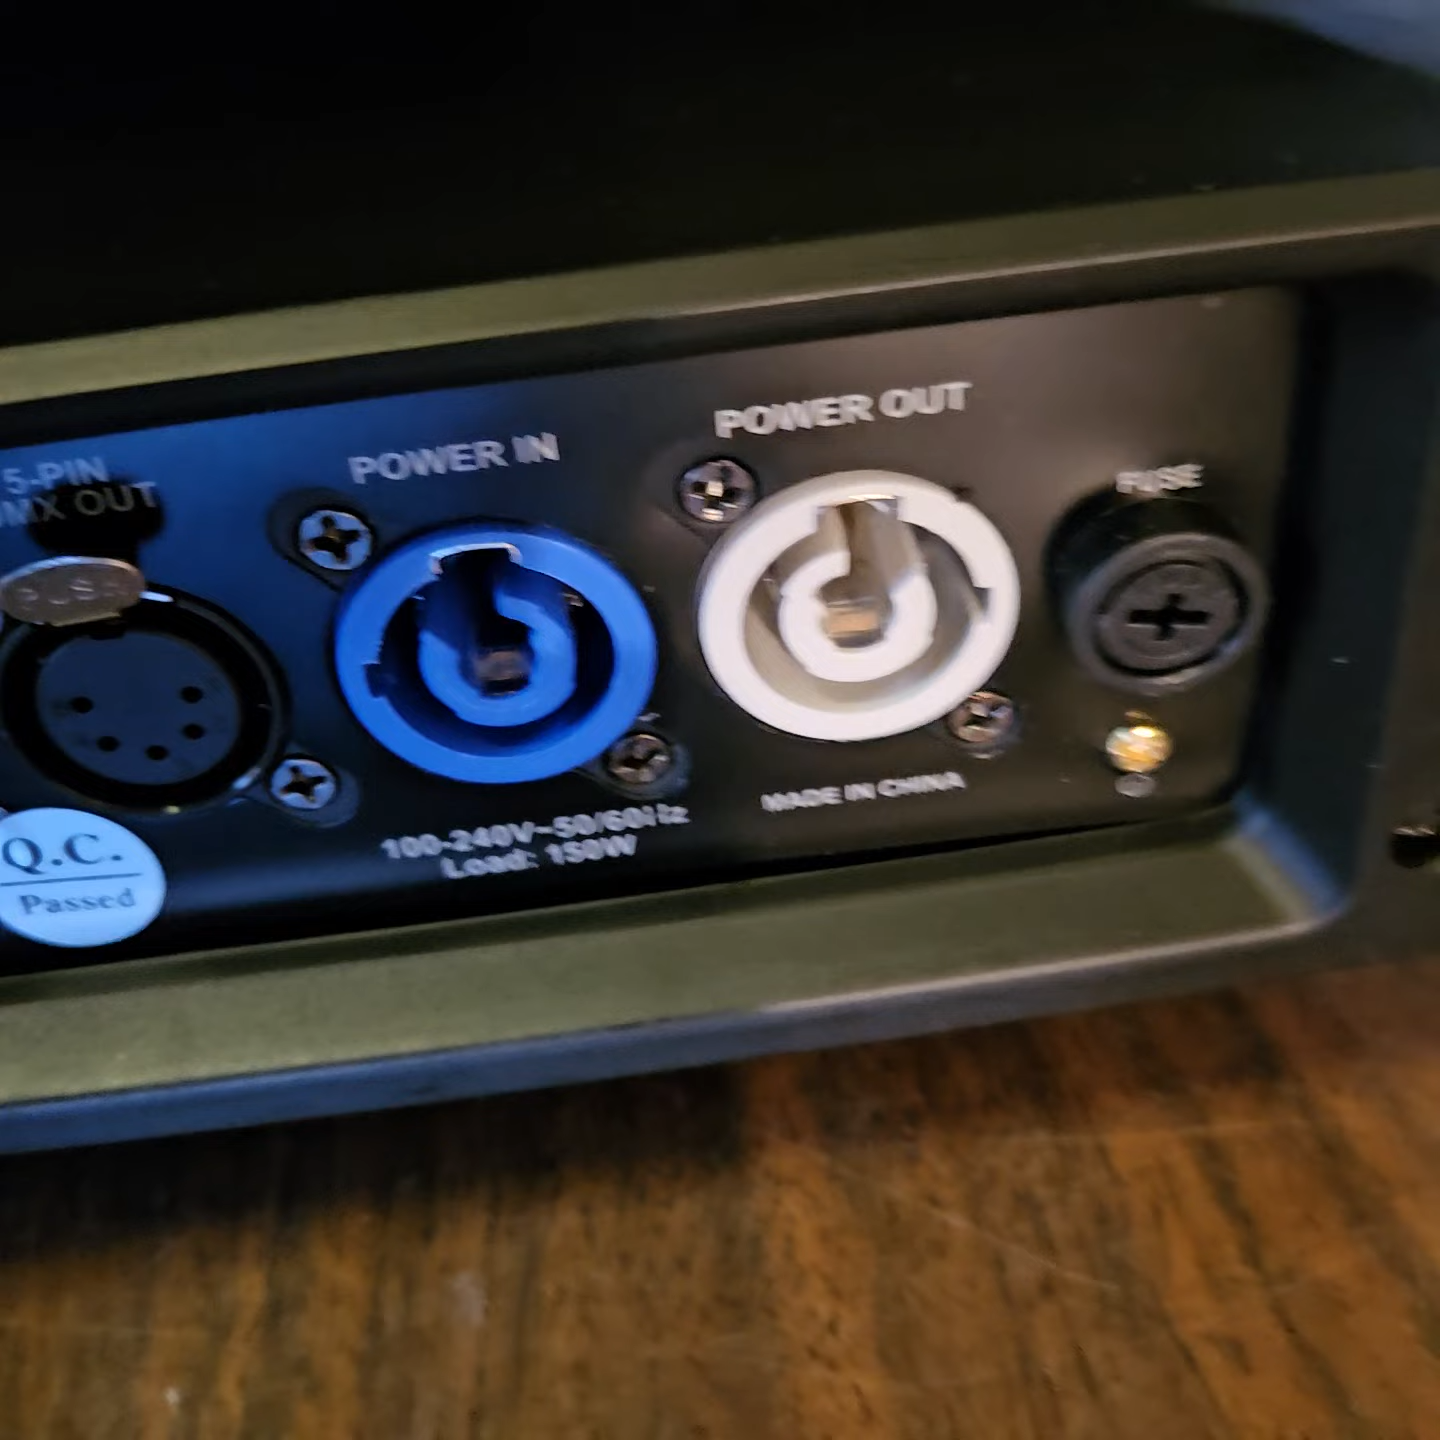 5-PIN
DMX OUT
PUSH
POWER IN
POWER OUT
FUSE
100-240V~50/60Hz
Load: 150W
MADE IN CHINA
Q.C.
Passed